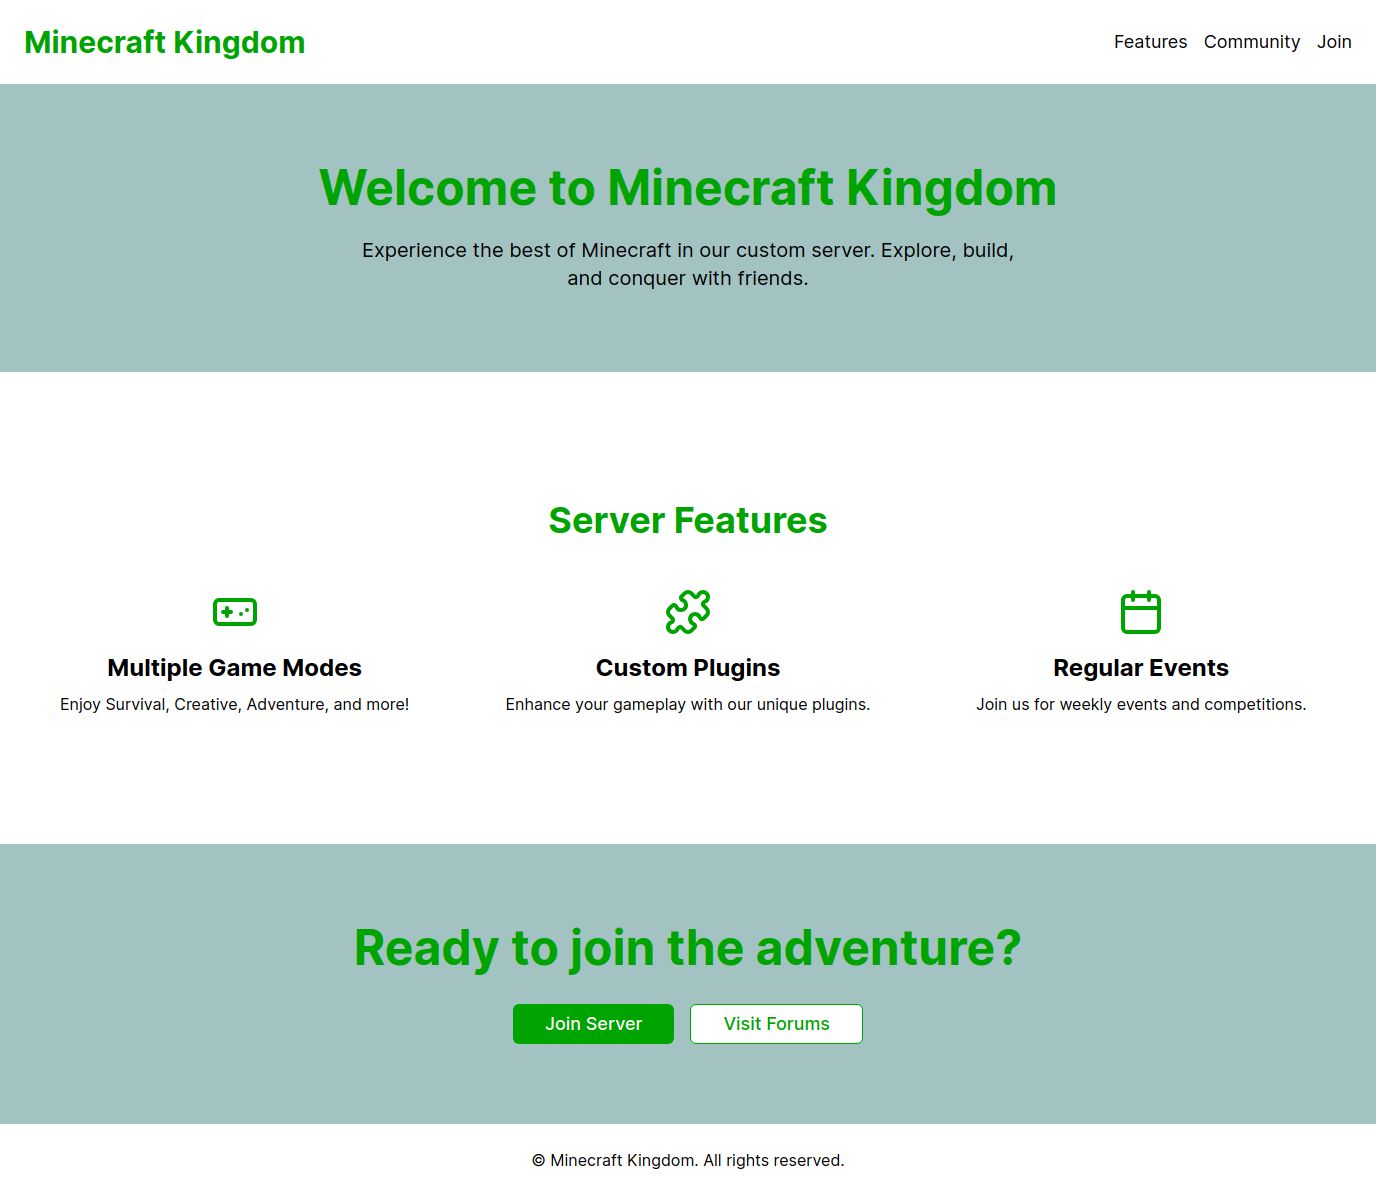 Minecraft Kingdom
Features Community Join
Welcome to Minecraft Kingdom
Experience the best of Minecraft in our custom server. Explore, build,
and conquer with friends.
Server Features
Multiple Game Modes
Enjoy Survival, Creative, Adventure, and more!
Custom Plugins
Enhance your gameplay with our unique plugins.
Regular Events
Join us for weekly events and competitions.
Ready to join the adventure?
Join Server
Visit Forums
© Minecraft Kingdom. All rights reserved.